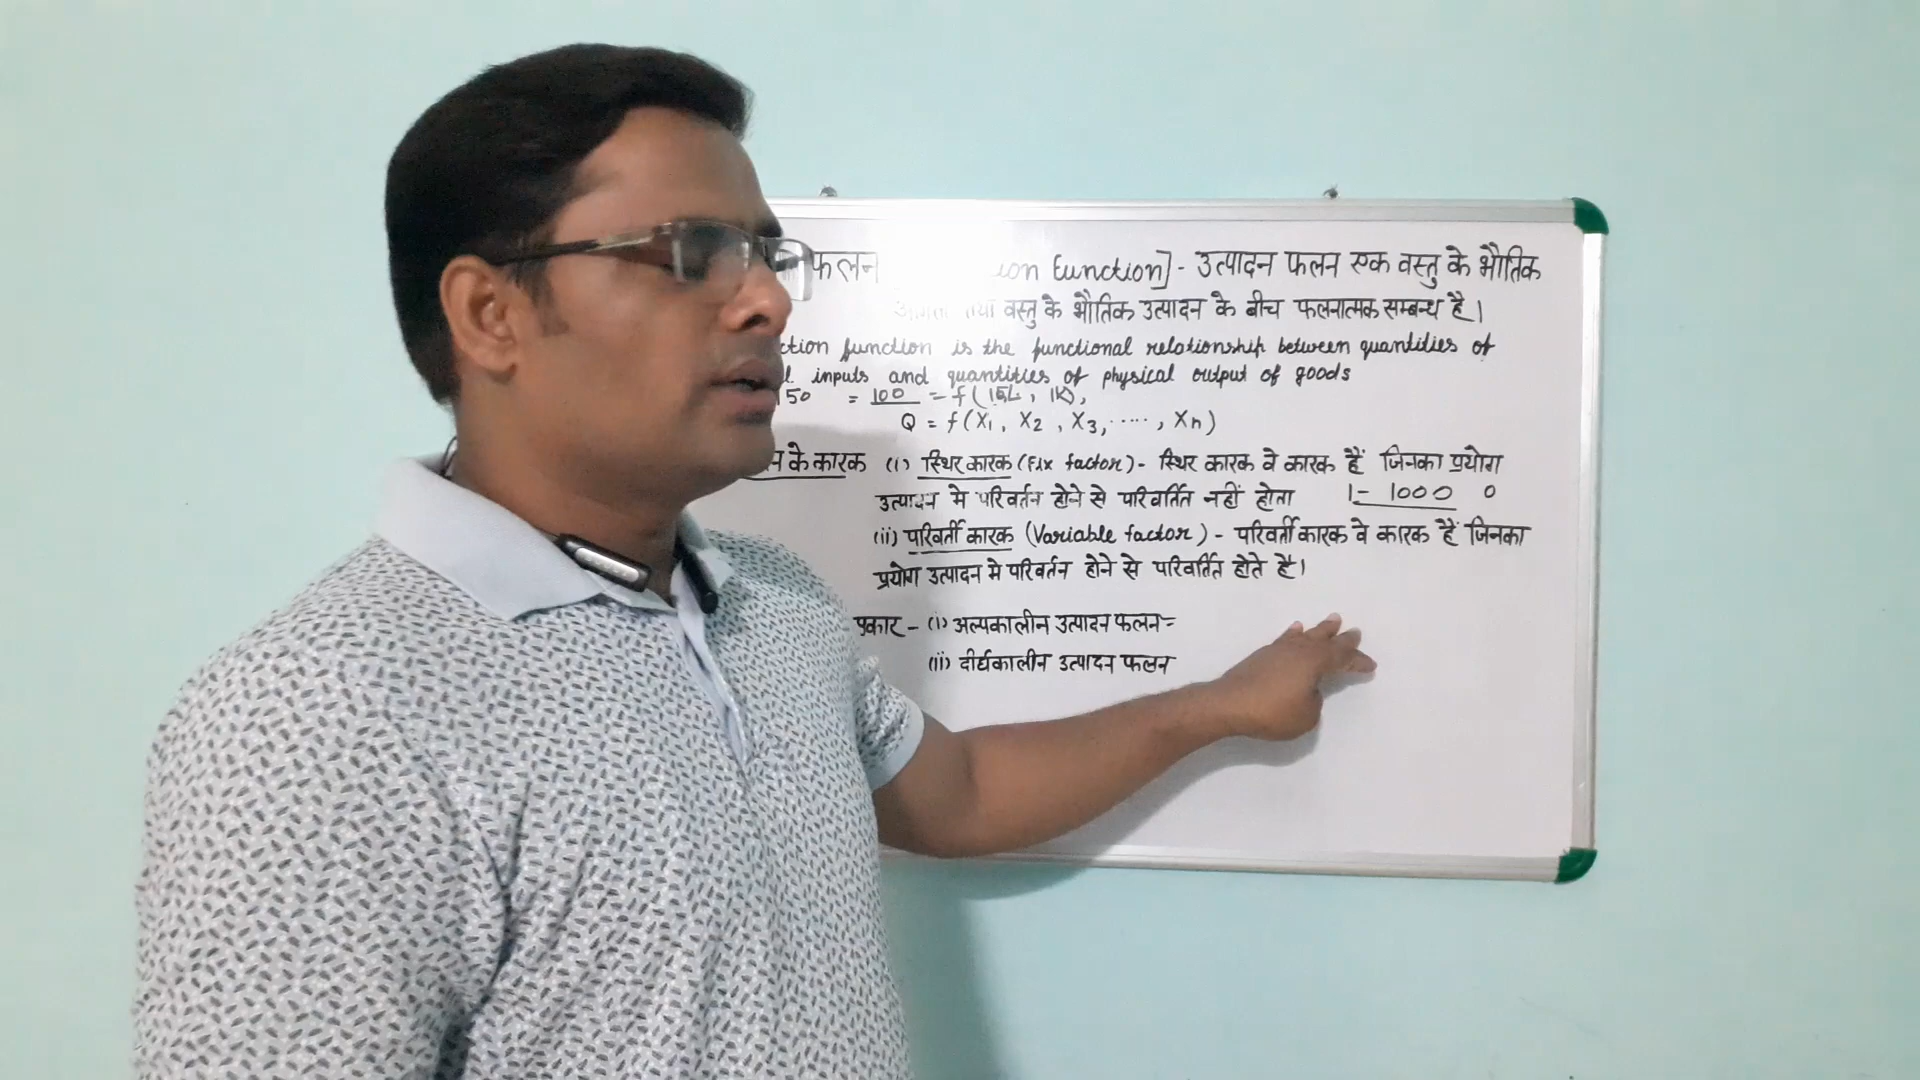 फलन ion Function] - उत्पादन फलन एक वस्तु के भौतिक
वस्तु के भौतिक उत्पादन के बीच फलनात्मक सम्बन्ध है।
ction function is the functional relationship between quantities of
l inputs and quantities of physical output of goods
150 = 100 = f (15L, 1K),
Q = f(X1, X2, X3, ....., Xn)
के कारक (i) स्थिर कारक (Fix factor) - स्थिर कारक वे कारक हैं जिनका प्रयोग
उत्पादन मे परिवर्तन होने से परिवर्तित नहीं होता 1 - 1000 0
(ii) परिवर्ती कारक (Variable factor) - परिवर्ती कारक वे कारक हैं जिनका
प्रयोग उत्पादन मे परिवर्तन होने से परिवर्तित होते है।
प्रकार - (i) अल्पकालीन उत्पादन फलन =
(ii) दीर्घकालीन उत्पादन फलन